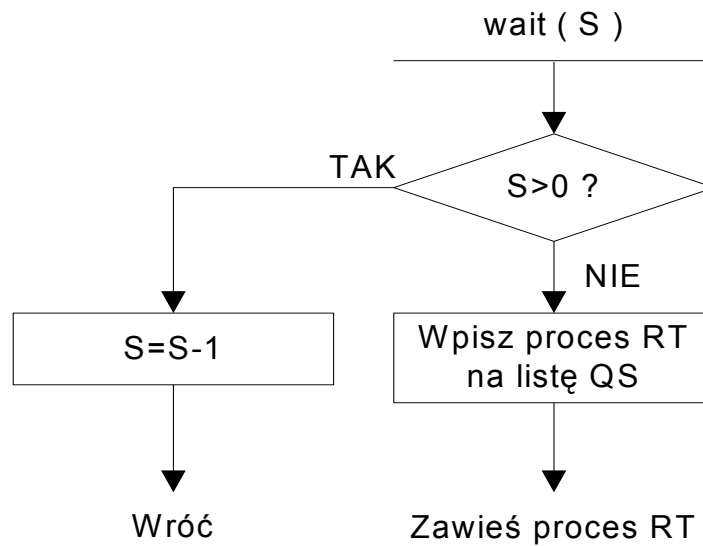 wait ( S )
TAK
S>0 ?
NIE
S=S-1
Wpisz proces RT
na listę QS
Wróć
Zawieś proces RT